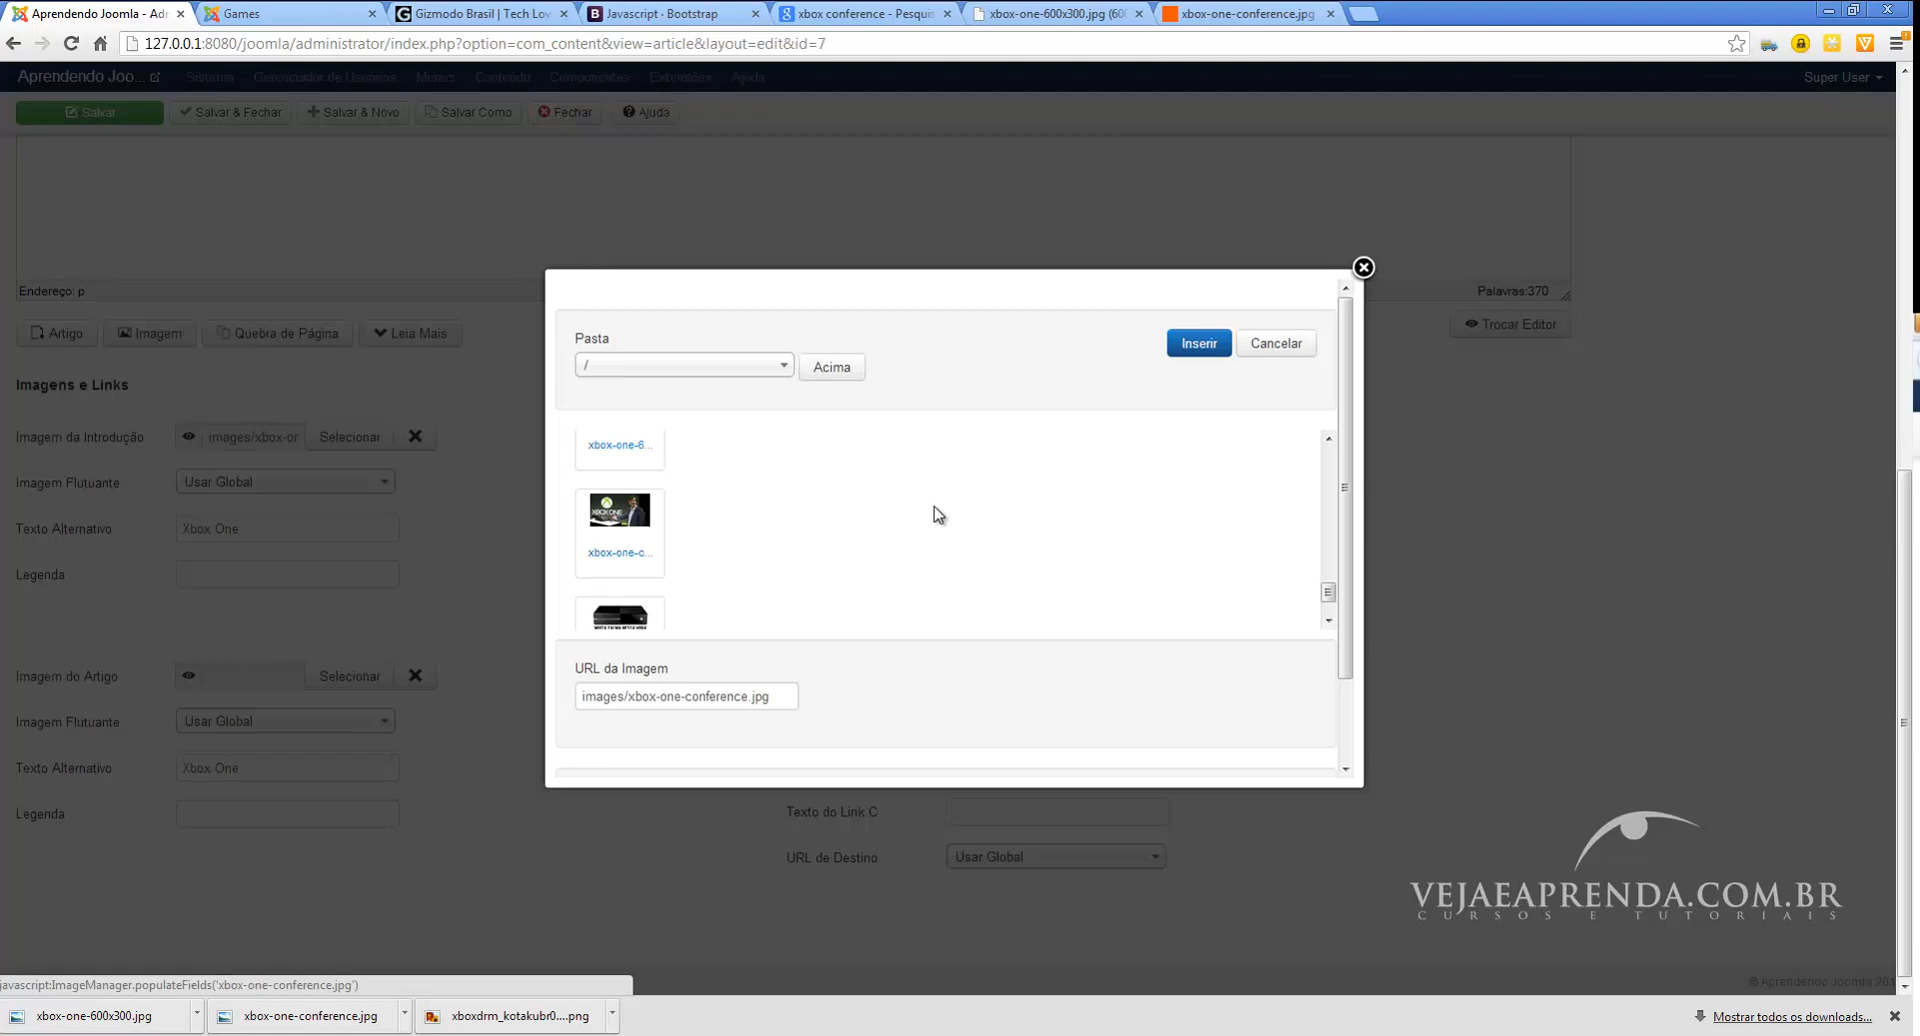 Aprendendo Joomla - Adr
Games
Gizmodo Brasil | Tech Lov
Javascript · Bootstrap
xbox conference - Pesquis
xbox-one-600x300.jpg (600
xbox-one-conference.jpg
127.0.0.1:8080/joomla/administrator/index.php?option=com_content&view=article&layout=edit&id=7
Aprendendo Joo...
Sistema
Gerenciador de Usuários
Menus
Conteúdo
Componentes
Extensões
Ajuda
Super User
Salvar
Salvar & Fechar
Salvar & Novo
Salvar Como
Fechar
Ajuda
Endereço: p
Palavras:370
Artigo
Imagem
Quebra de Página
Leia Mais
Trocar Editor
Imagens e Links
Imagem da Introdução
images/xbox-or
Selecionar
Imagem Flutuante
Usar Global
Texto Alternativo
Xbox One
Legenda
Imagem do Artigo
Selecionar
Imagem Flutuante
Usar Global
Texto Alternativo
Xbox One
Legenda
Pasta
/
Acima
Inserir
Cancelar
xbox-one-6...
XBOX ONE
xbox-one-c...
URL da Imagem
images/xbox-one-conference.jpg
Texto do Link C
URL de Destino
Usar Global
VEJAEAPRENDA.COM.BR
CURSOS E TUTORIAIS
© Aprendendo Joomla 201
javascript:ImageManager.populateFields('xbox-one-conference.jpg')
xbox-one-600x300.jpg
xbox-one-conference.jpg
xboxdrm_kotakubr0....png
Mostrar todos os downloads...